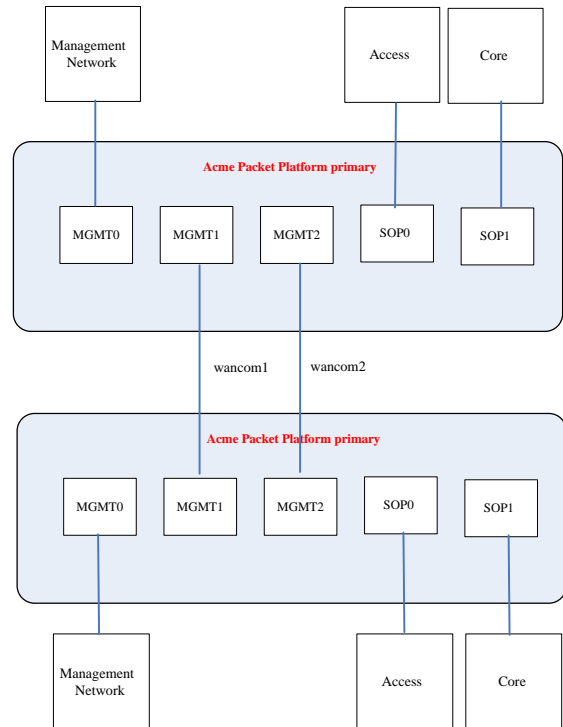 Management
Network
Access
Core
Acme Packet Platform primary
MGMT0
MGMT1
MGMT2
SOP0
SOP1
wancom1
wancom2
Acme Packet Platform primary
MGMT0
MGMT1
MGMT2
SOP0
SOP1
Management
Network
Access
Core